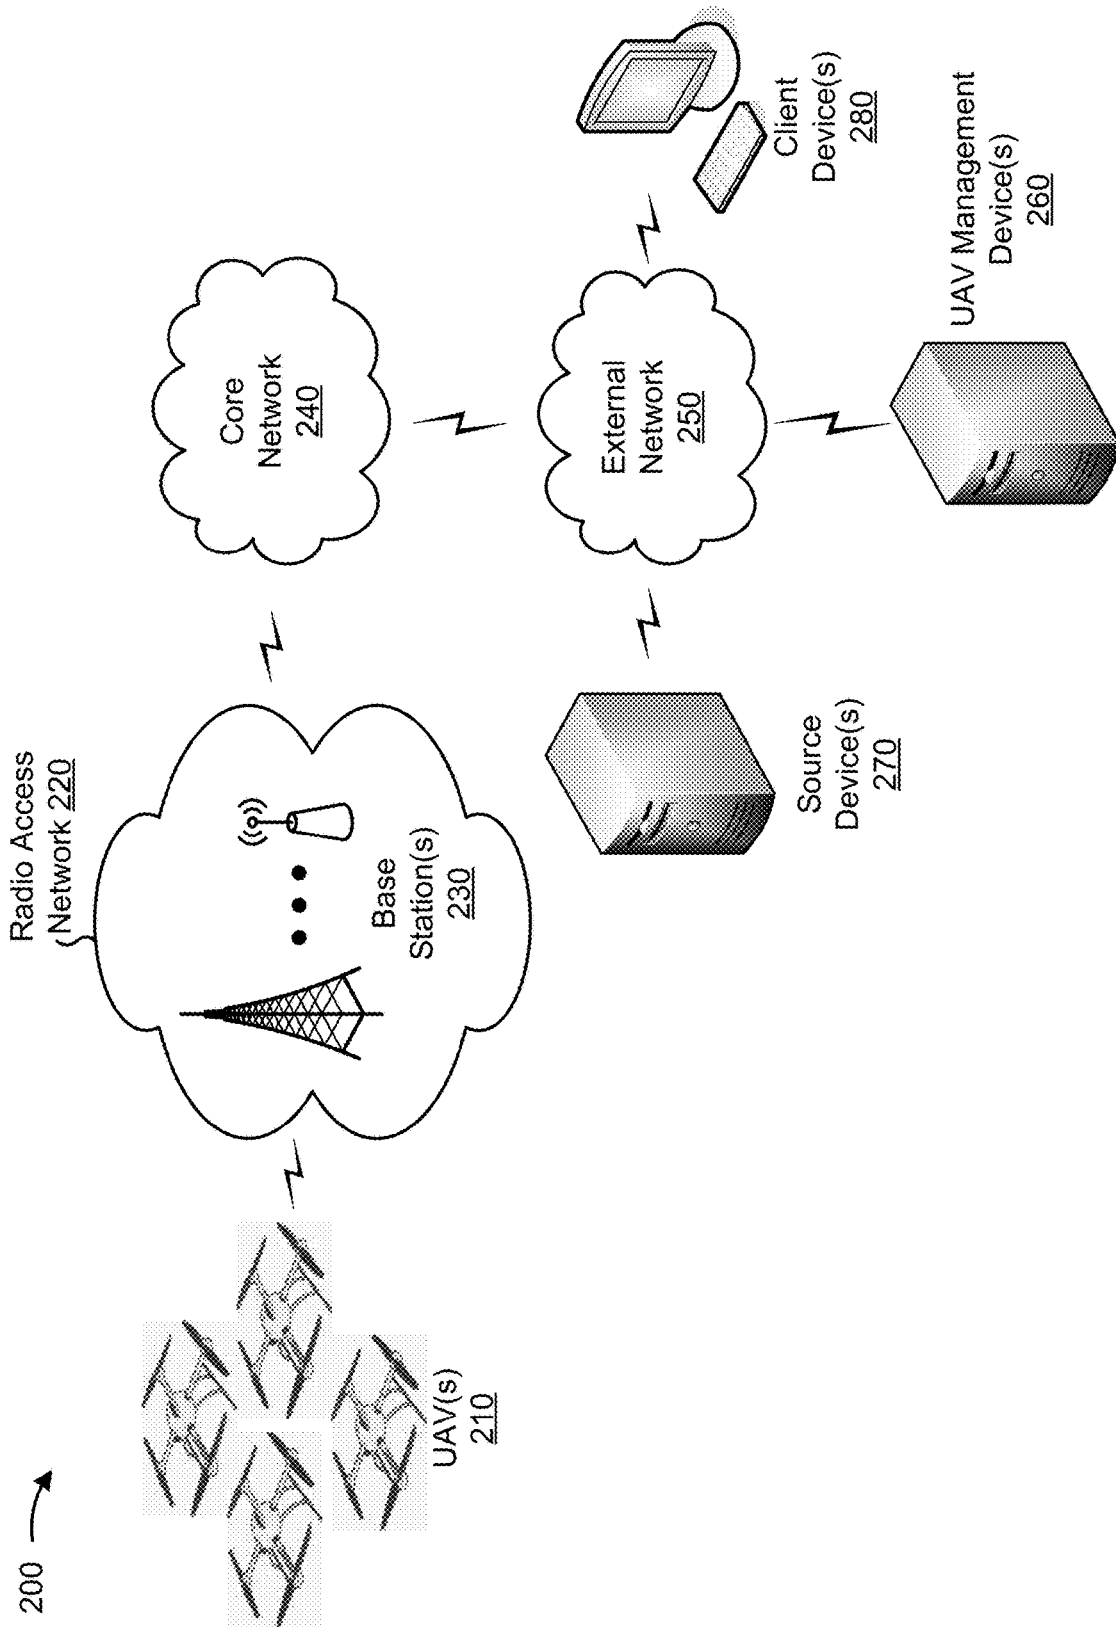 200
Radio Access
Network 220
Core
Network
240
Base
Station(s)
230
UAV(s)
210
External
Network
250
Client
Device(s)
280
Source
Device(s)
270
UAV Management
Device(s)
260